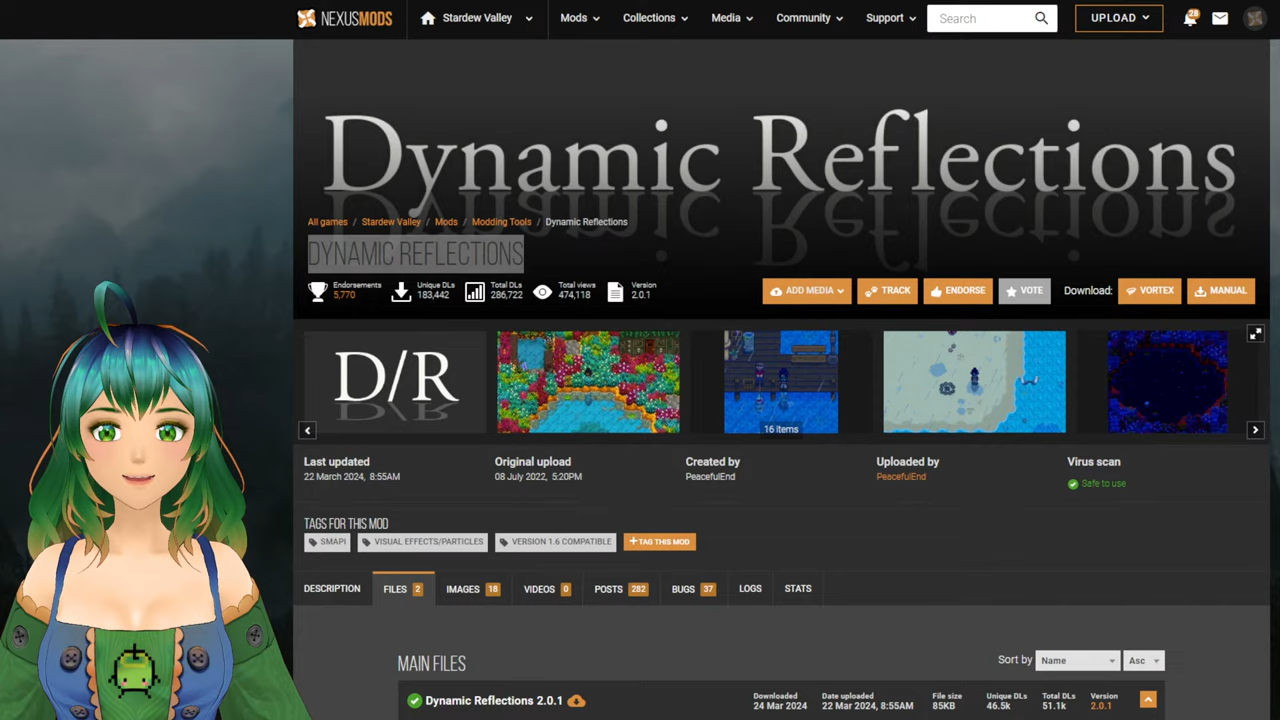 NEXUSMODS Stardew Valley Mods Collections Media Community Support Search UPLOAD 28
Dynamic Reflections
All games / Stardew Valley / Mods / Modding Tools / Dynamic Reflections
DYNAMIC REFLECTIONS
Endorsements Unique DLs Total DLs Total views Version
5,770 183,442 286,722 474,118 2.0.1
ADD MEDIA TRACK ENDORSE VOTE Download: VORTEX MANUAL
D/R
16 items
Last updated Original upload Created by Uploaded by Virus scan
22 March 2024, 8:55AM 08 July 2022, 5:20PM PeacefulEnd PeacefulEnd Safe to use
TAGS FOR THIS MOD
SMAPI VISUAL EFFECTS/PARTICLES VERSION 1.6 COMPATIBLE +TAG THIS MOD
DESCRIPTION FILES 2 IMAGES 18 VIDEOS 0 POSTS 282 BUGS 37 LOGS STATS
MAIN FILES Sort by Name Asc
Dynamic Reflections 2.0.1 Downloaded Date uploaded File size Unique DLs Total DLs Version
24 Mar 2024 22 Mar 2024, 8:55AM 85KB 46.5k 51.1k 2.0.1